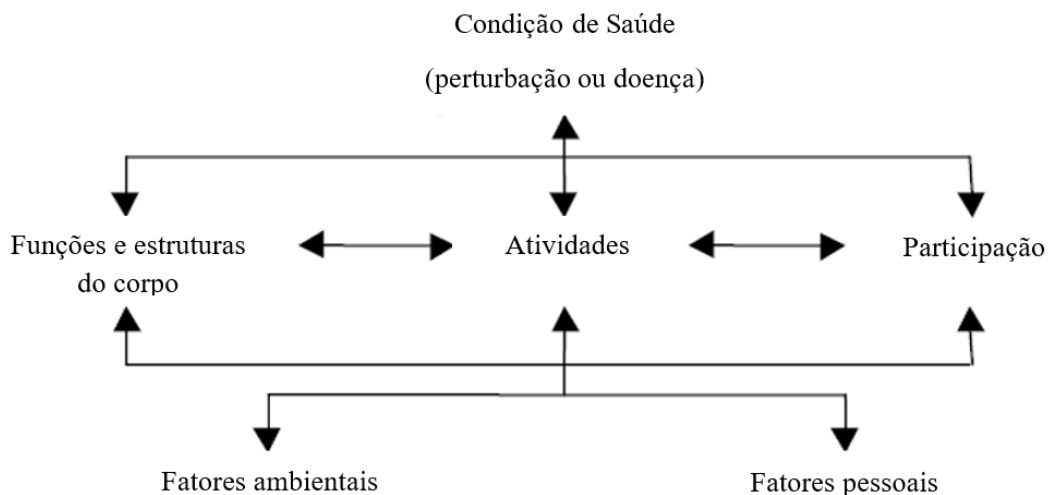 Condição de Saúde
(perturbação ou doença)
Funções e estruturas
do corpo
Atividades
Participação
Fatores ambientais
Fatores pessoais